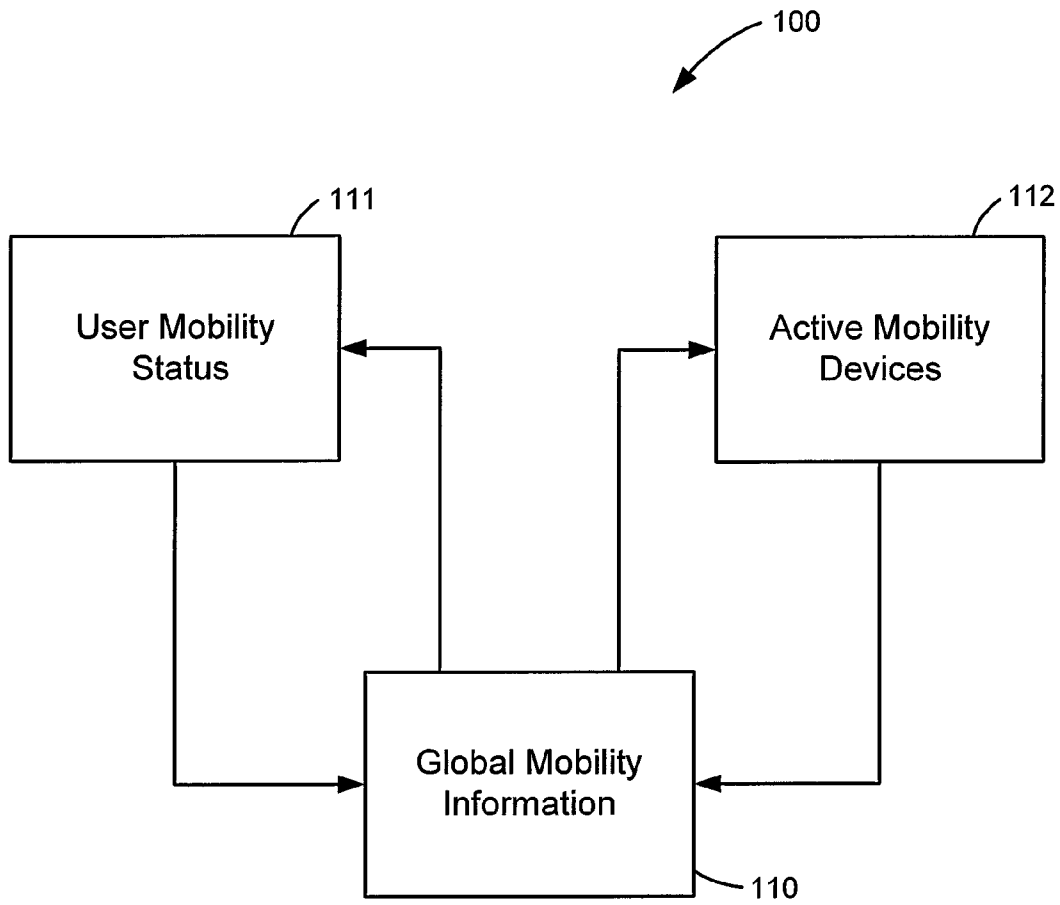 100
111
112
User Mobility
Status
Active Mobility
Devices
Global Mobility
Information
110